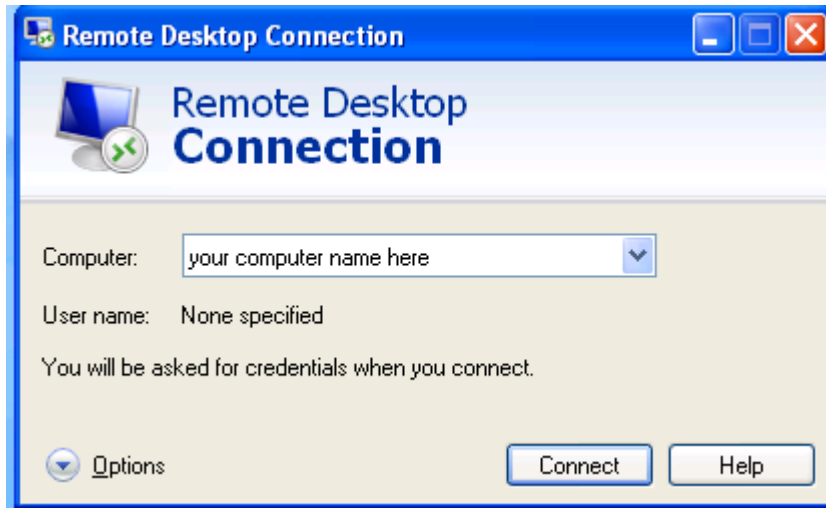 Remote Desktop Connection
Remote Desktop
Connection
Computer: your computer name here
User name: None specified
You will be asked for credentials when you connect.
Options Connect Help